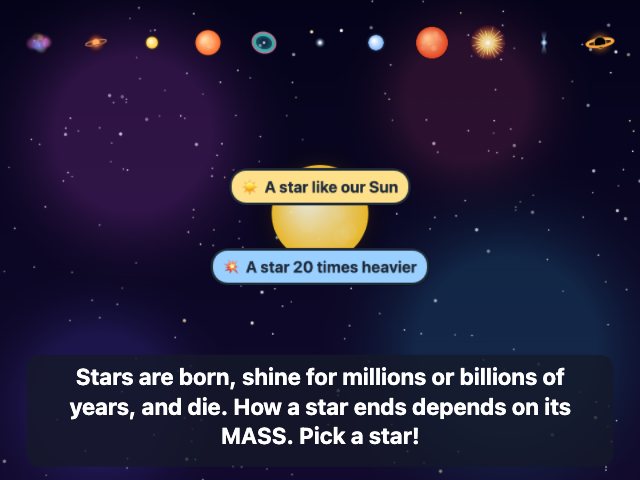 A star like our Sun
A star 20 times heavier
Stars are born, shine for millions or billions of
years, and die. How a star ends depends on its
MASS. Pick a star!